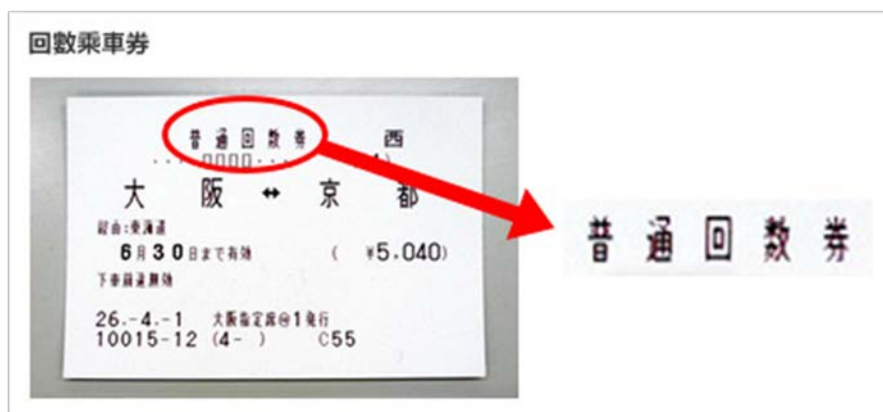 回數乘車券
普通回数券 西
大阪 ↔ 京都
経由:東海道
6月30日まで有効 ( ¥5,040)
下車前途無効
26.-4.-1 大阪指定席@1発行
10015-12 (4- ) C55
普通回数券